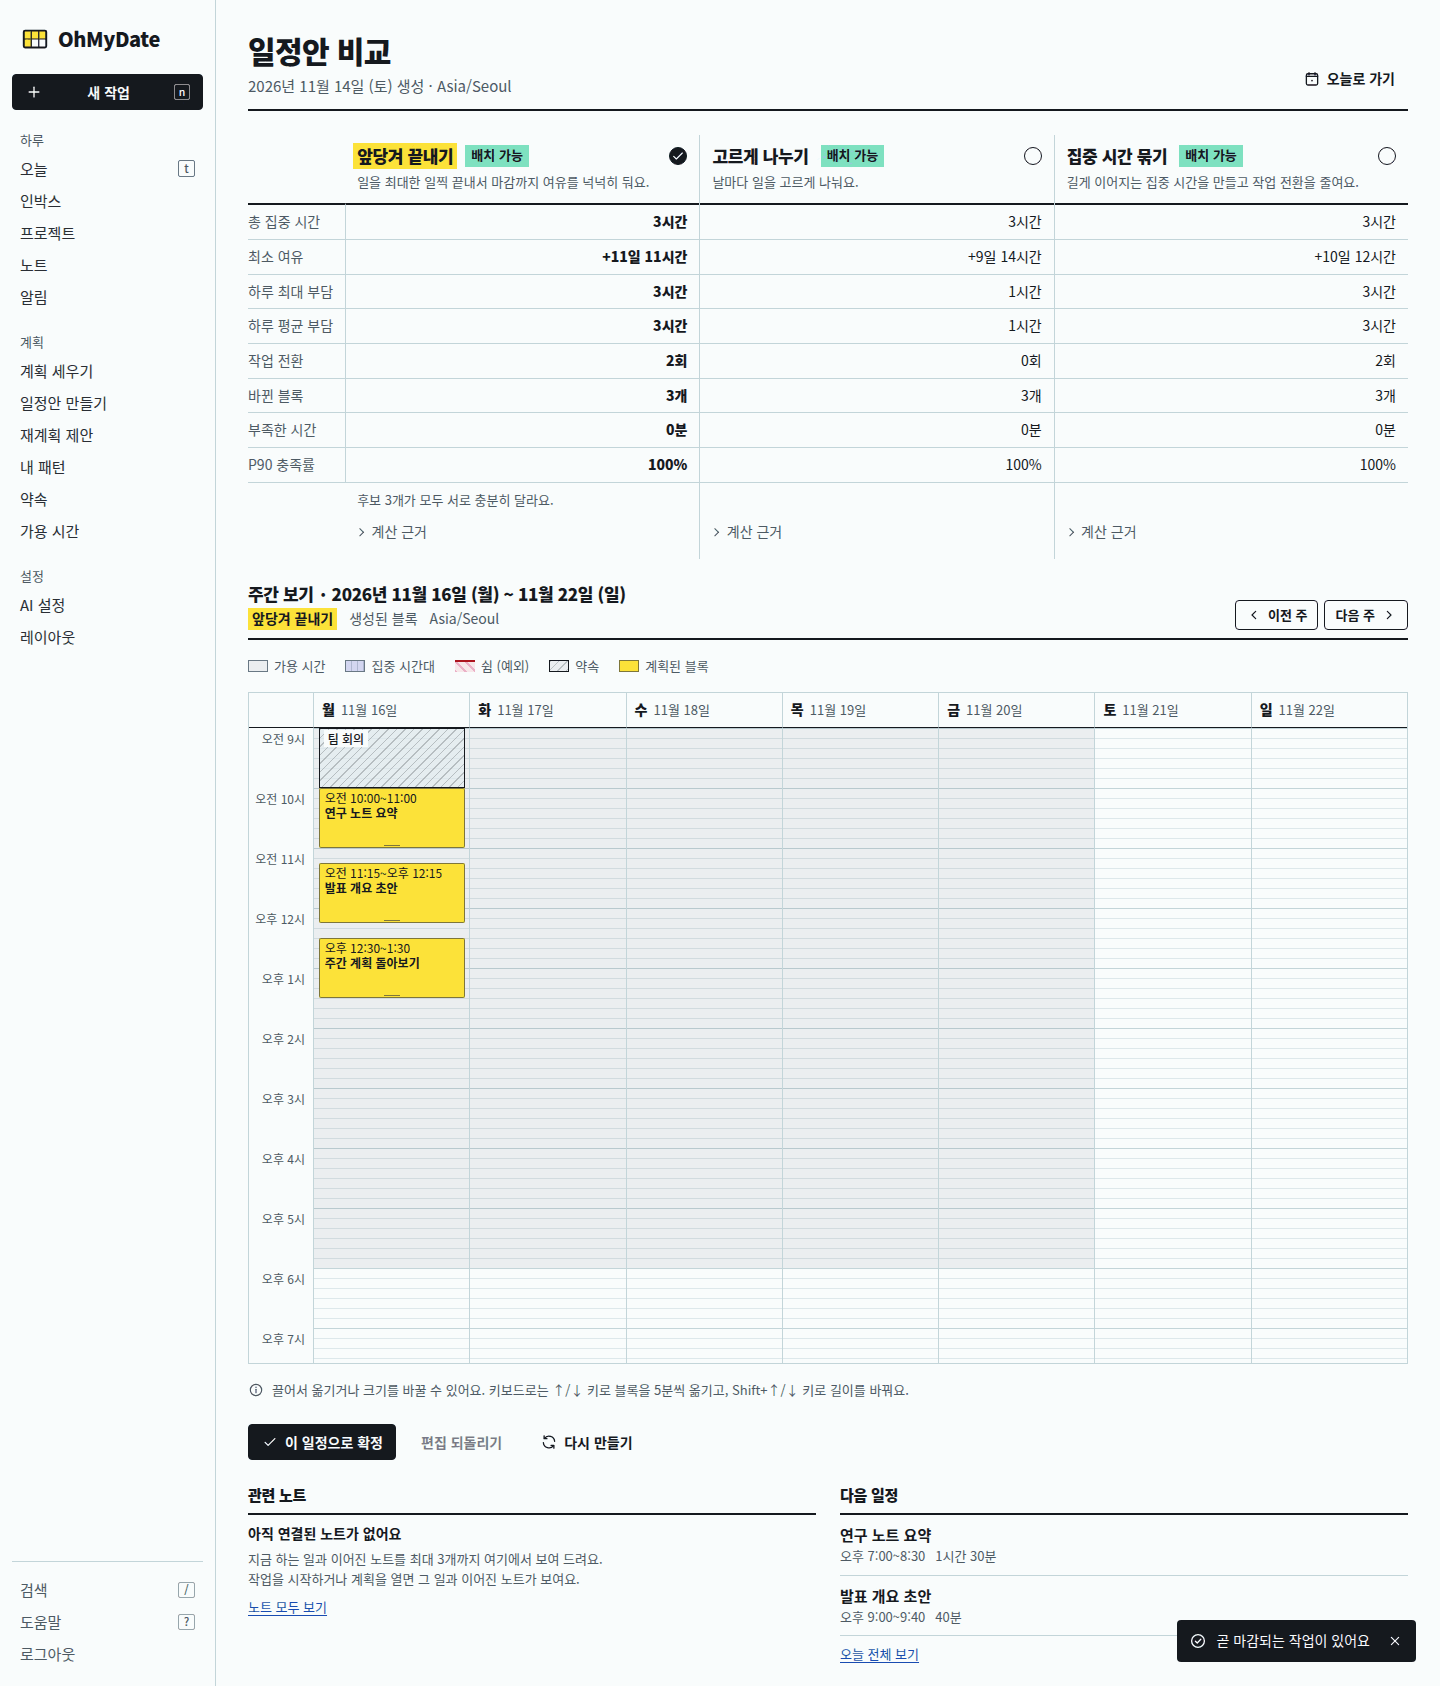 OhMyDate
새 작업 n
하루
오늘 t
인박스
프로젝트
노트
알림
계획
계획 세우기
일정안 만들기
재계획 제안
내 패턴
약속
가용 시간
설정
AI 설정
레이아웃
검색 /
도움말 ?
로그아웃
일정안 비교
2026년 11월 14일 (토) 생성 · Asia/Seoul
오늘로 가기
앞당겨 끝내기 배치 가능
일을 최대한 일찍 끝내서 마감까지 여유를 넉넉히 둬요.
고르게 나누기 배치 가능
날마다 일을 고르게 나눠요.
집중 시간 묶기 배치 가능
길게 이어지는 집중 시간을 만들고 작업 전환을 줄여요.
총 집중 시간 3시간 3시간 3시간
최소 여유 +11일 11시간 +9일 14시간 +10일 12시간
하루 최대 부담 3시간 1시간 3시간
하루 평균 부담 3시간 1시간 3시간
작업 전환 2회 0회 2회
바뀐 블록 3개 3개 3개
부족한 시간 0분 0분 0분
P90 충족률 100% 100% 100%
후보 3개가 모두 서로 충분히 달라요.
계산 근거 계산 근거 계산 근거
주간 보기 · 2026년 11월 16일 (월) ~ 11월 22일 (일)
앞당겨 끝내기 생성된 블록 Asia/Seoul
이전 주 다음 주
가용 시간 집중 시간대 쉼 (예외) 약속 계획된 블록
월 11월 16일 화 11월 17일 수 11월 18일 목 11월 19일 금 11월 20일 토 11월 21일 일 11월 22일
오전 9시
팀 회의
오전 10시
오전 10:00~11:00
연구 노트 요약
오전 11시
오전 11:15~오후 12:15
발표 개요 초안
오후 12시
오후 12:30~1:30
주간 계획 돌아보기
오후 1시
오후 2시
오후 3시
오후 4시
오후 5시
오후 6시
오후 7시
끌어서 옮기거나 크기를 바꿀 수 있어요. 키보드로는 ↑/↓ 키로 블록을 5분씩 옮기고, Shift+↑/↓ 키로 길이를 바꿔요.
이 일정으로 확정 편집 되돌리기 다시 만들기
관련 노트
아직 연결된 노트가 없어요
지금 하는 일과 이어진 노트를 최대 3개까지 여기에서 보여 드려요.
작업을 시작하거나 계획을 열면 그 일과 이어진 노트가 보여요.
노트 모두 보기
다음 일정
연구 노트 요약
오후 7:00~8:30 1시간 30분
발표 개요 초안
오후 9:00~9:40 40분
오늘 전체 보기
곧 마감되는 작업이 있어요